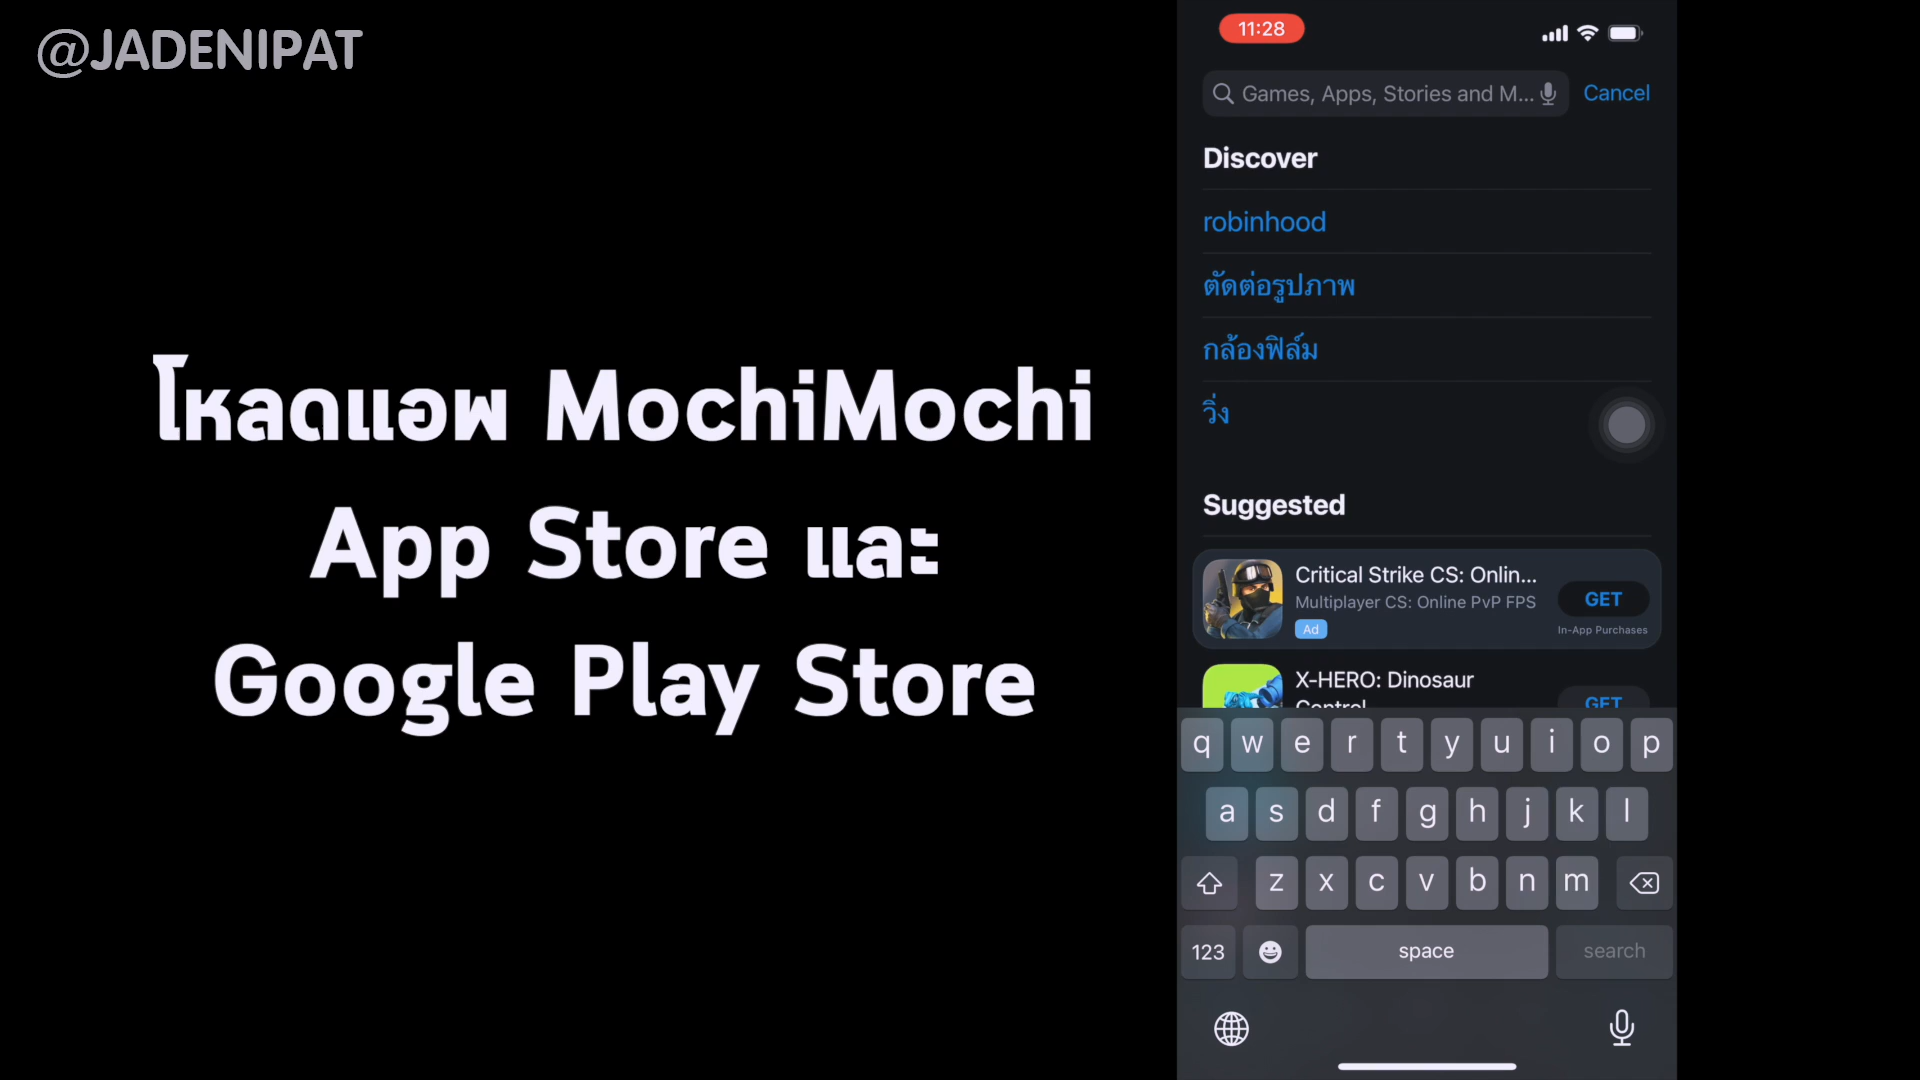 @JADENIPAT
โหลดแอพ MochiMochi
App Store และ
Google Play Store
11:28
Games, Apps, Stories and M...
Cancel
Discover
robinhood
ตัดต่อรูปภาพ
กล้องฟิล์ม
วิ่ง
Suggested
Critical Strike CS: Onlin...
Multiplayer CS: Online PvP FPS
Ad
GET
In-App Purchases
X-HERO: Dinosaur
Control
GET
q w e r t y u i o p
a s d f g h j k l
z x c v b n m
123
space
search